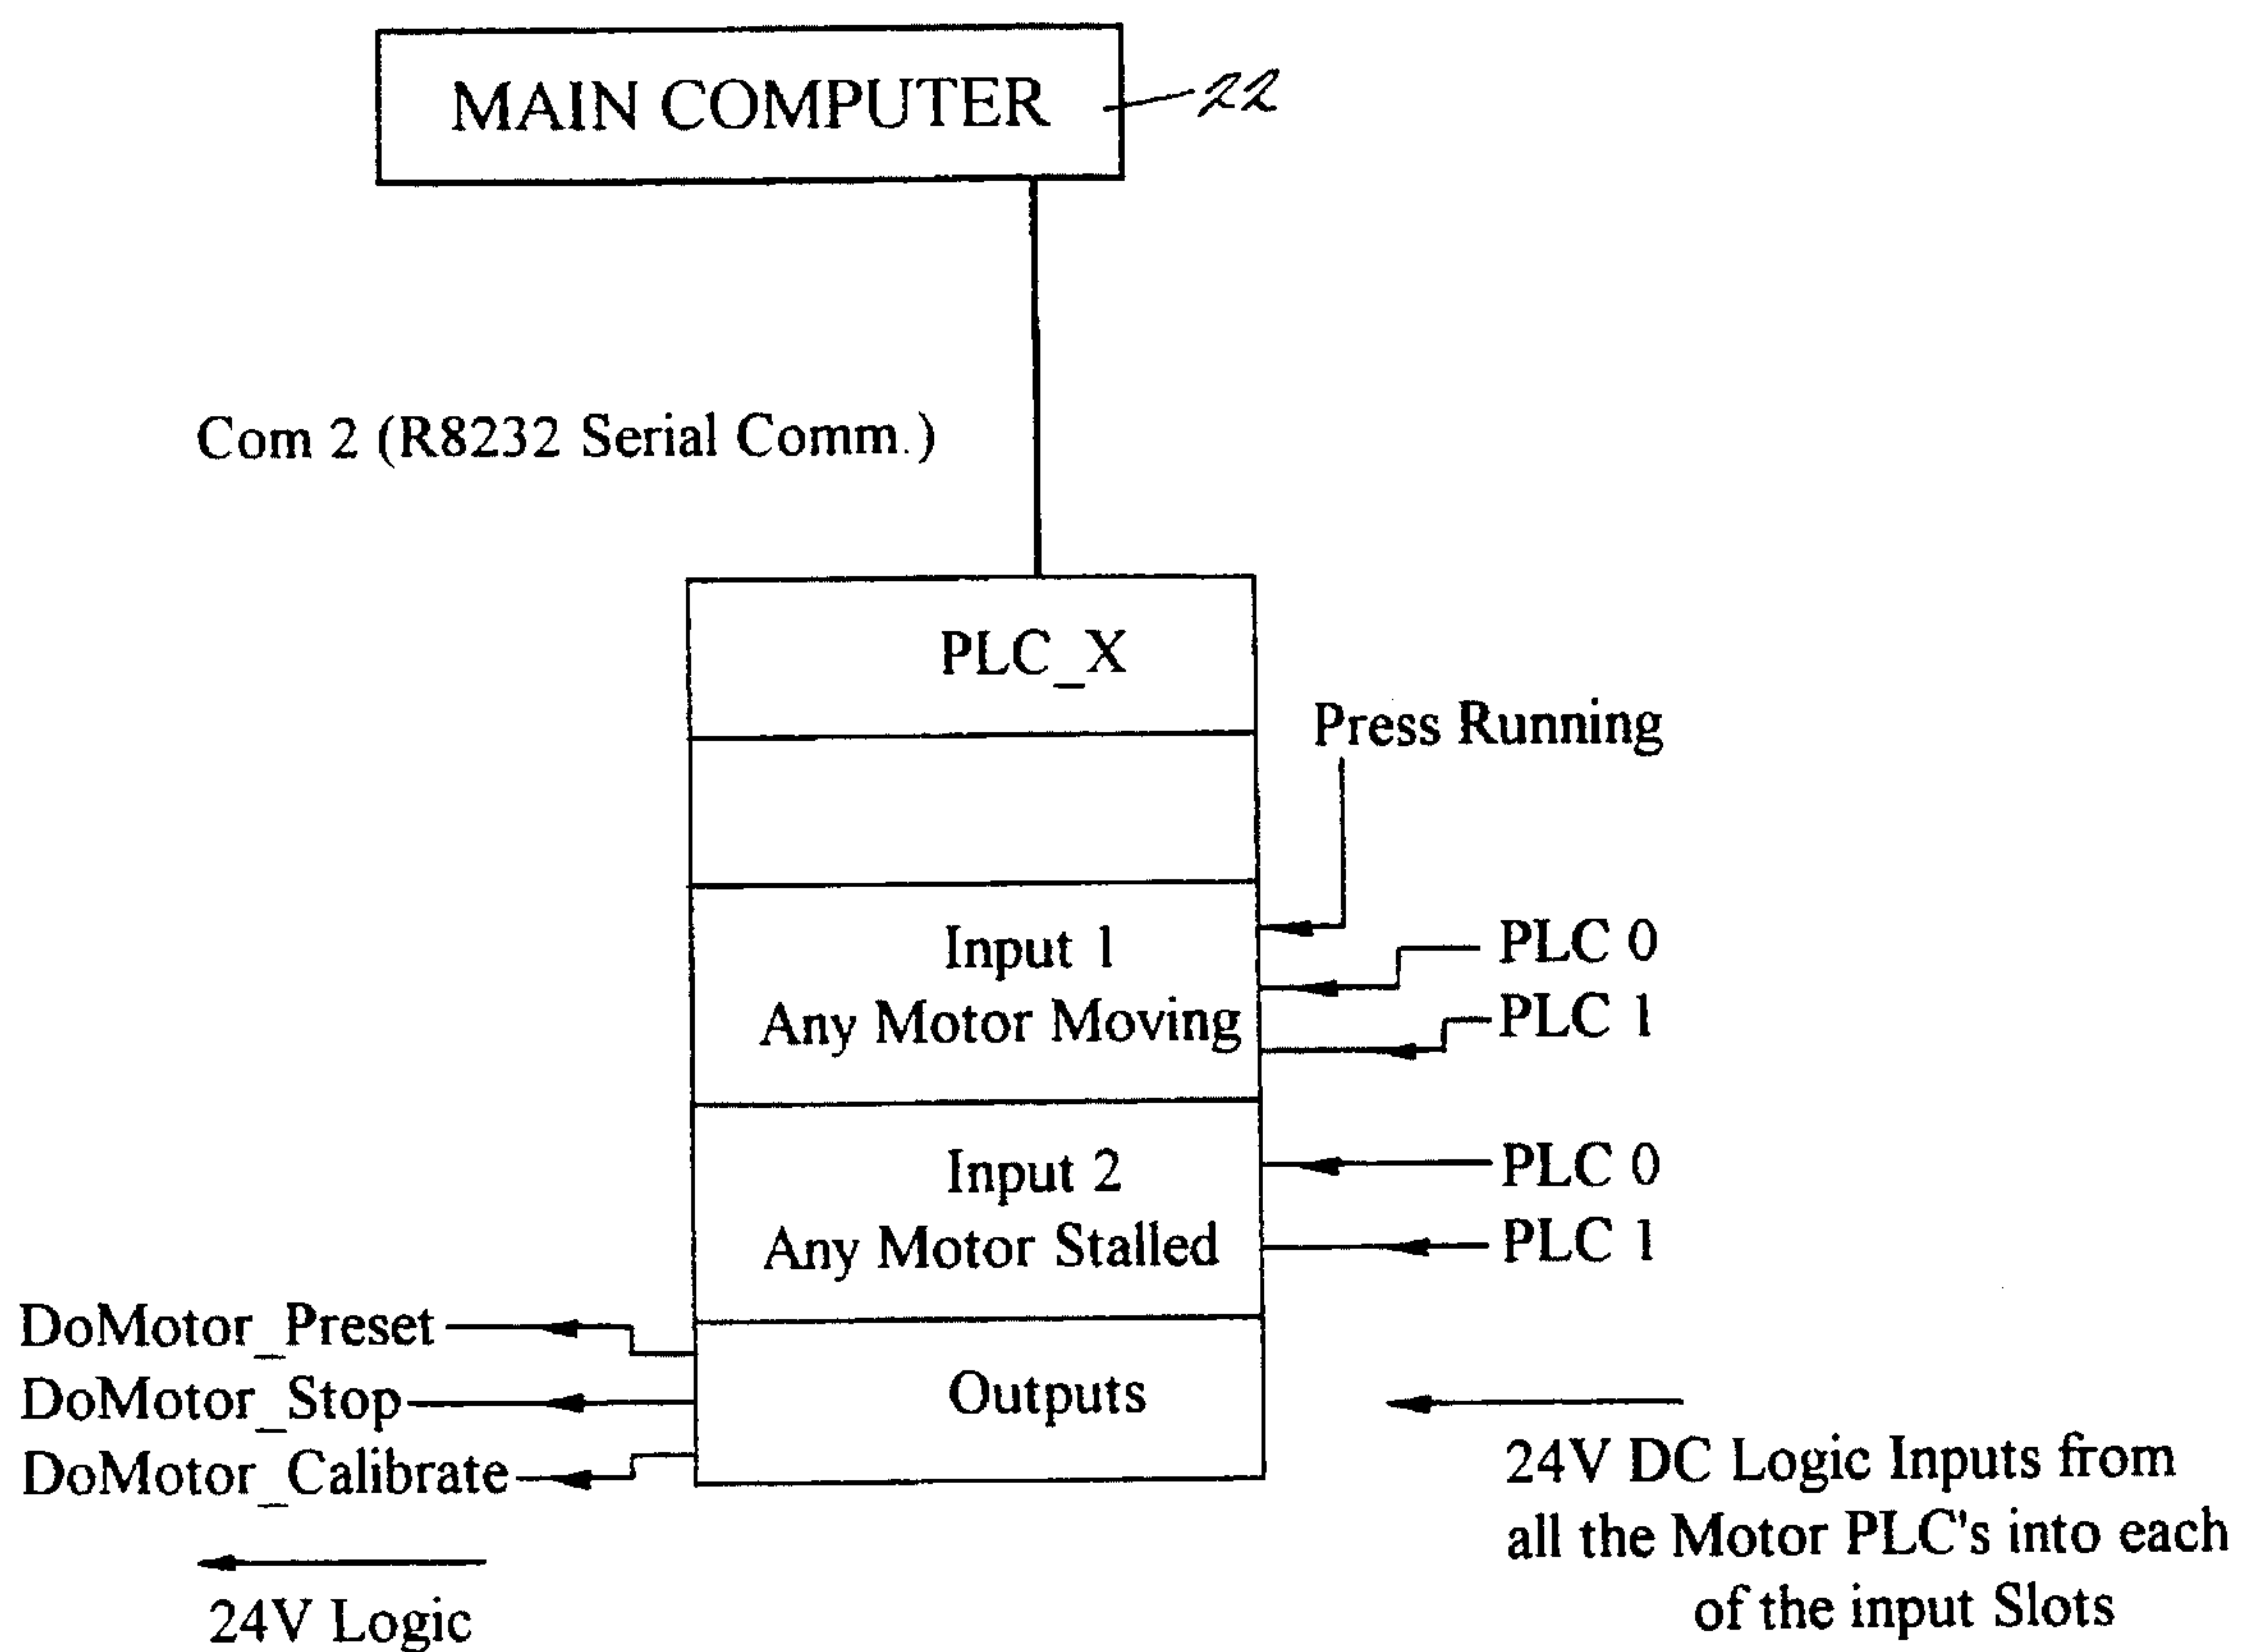 MAIN COMPUTER
22
Com 2 (R8232 Serial Comm.)
PLC_X
Press Running
Input 1
Any Motor Moving
PLC 0
PLC 1
Input 2
Any Motor Stalled
PLC 0
PLC 1
DoMotor_Preset
DoMotor_Stop
DoMotor_Calibrate
Outputs
24V Logic
24V DC Logic Inputs from
all the Motor PLC's into each
of the input Slots